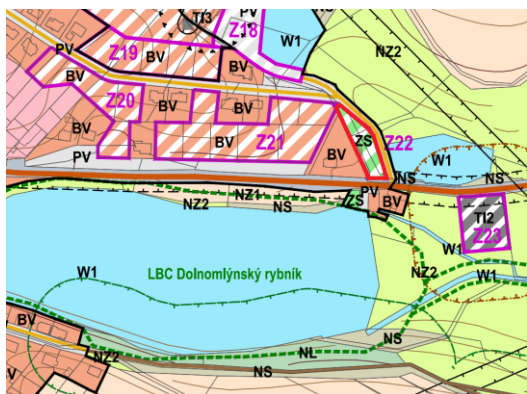 TI3
PV
Z18
PV
Z19
BV
W1
NS
NZ2
BV
BV
Z20
BV
BV
BV
BV
Z21
BV
ZS
Z22
PV
W1
NS
NS
NZ1
NZ2
NS
PV
ZS
BV
TI2
Z23
W1
NZ2
W1
W1
LBC Dolnomlýnský rybník
BV
NZ2
NL
NS
NS
V